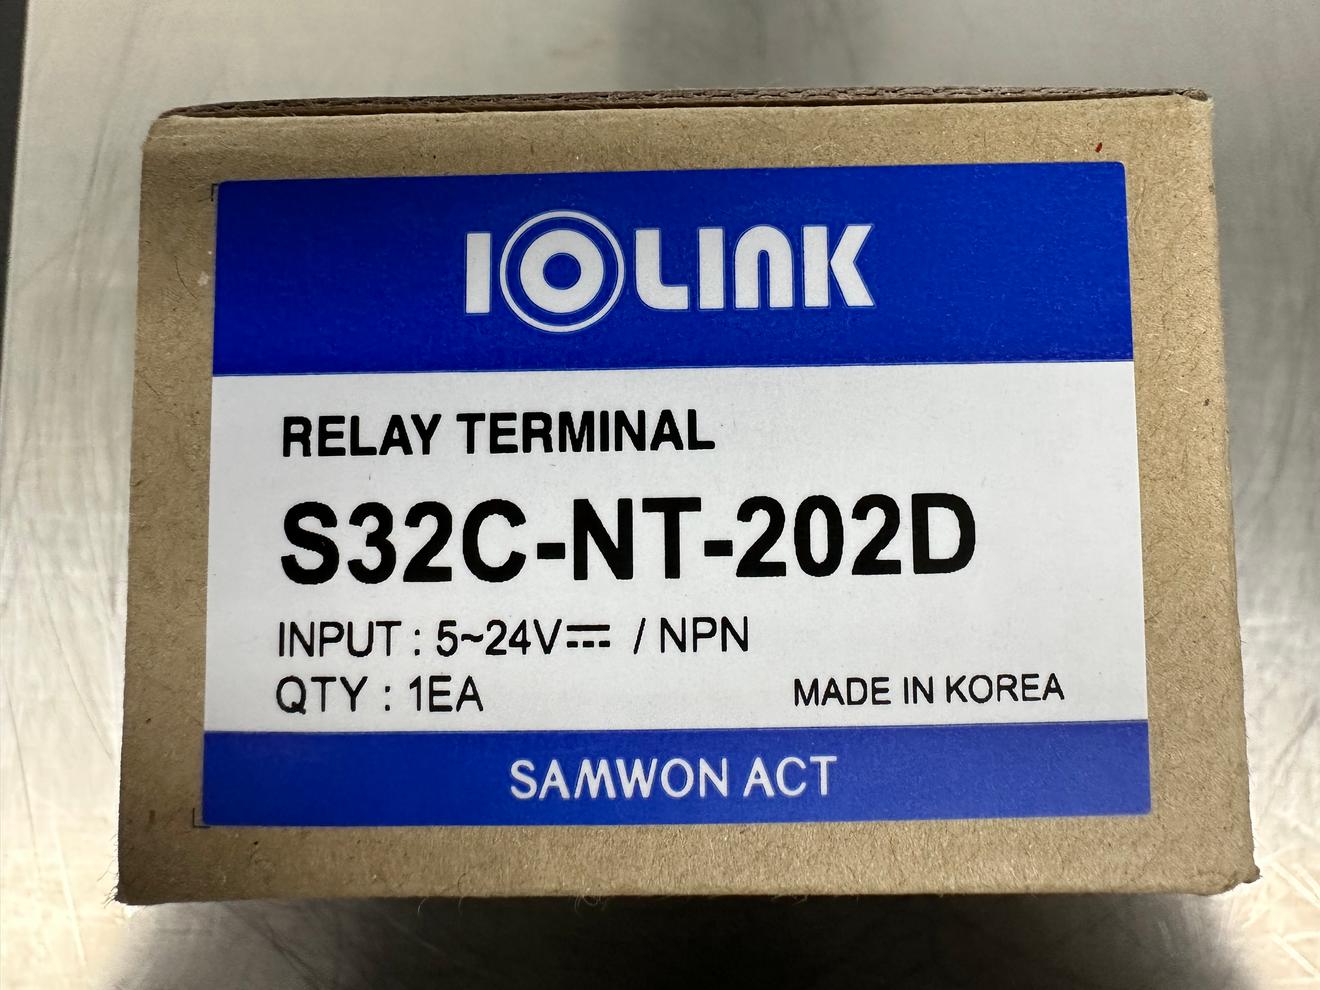 IOLINK
RELAY TERMINAL
S32C-NT-202D
INPUT : 5~24V⎓ / NPN
QTY : 1EA
MADE IN KOREA
SAMWON ACT